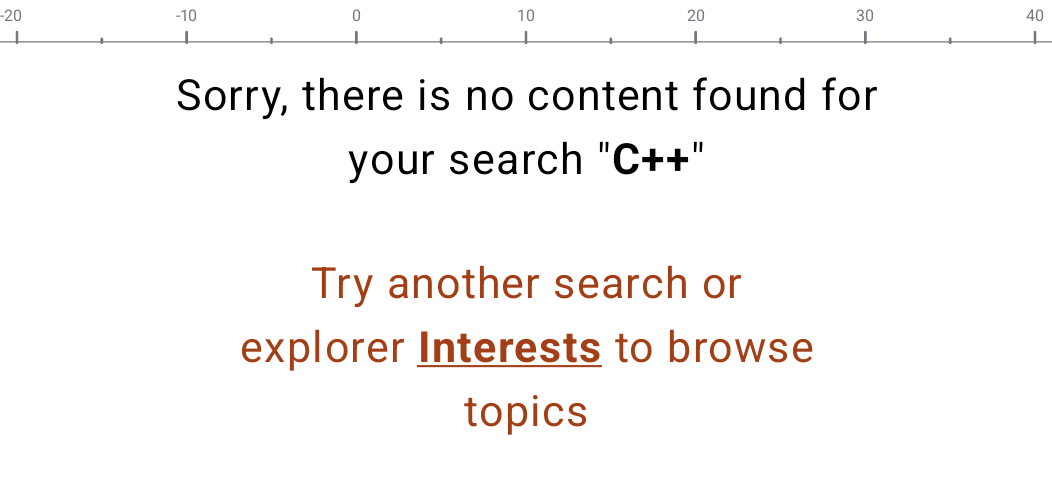 -20 -10 0 10 20 30 40
Sorry, there is no content found for
your search "C++"
Try another search or
explorer Interests to browse
topics